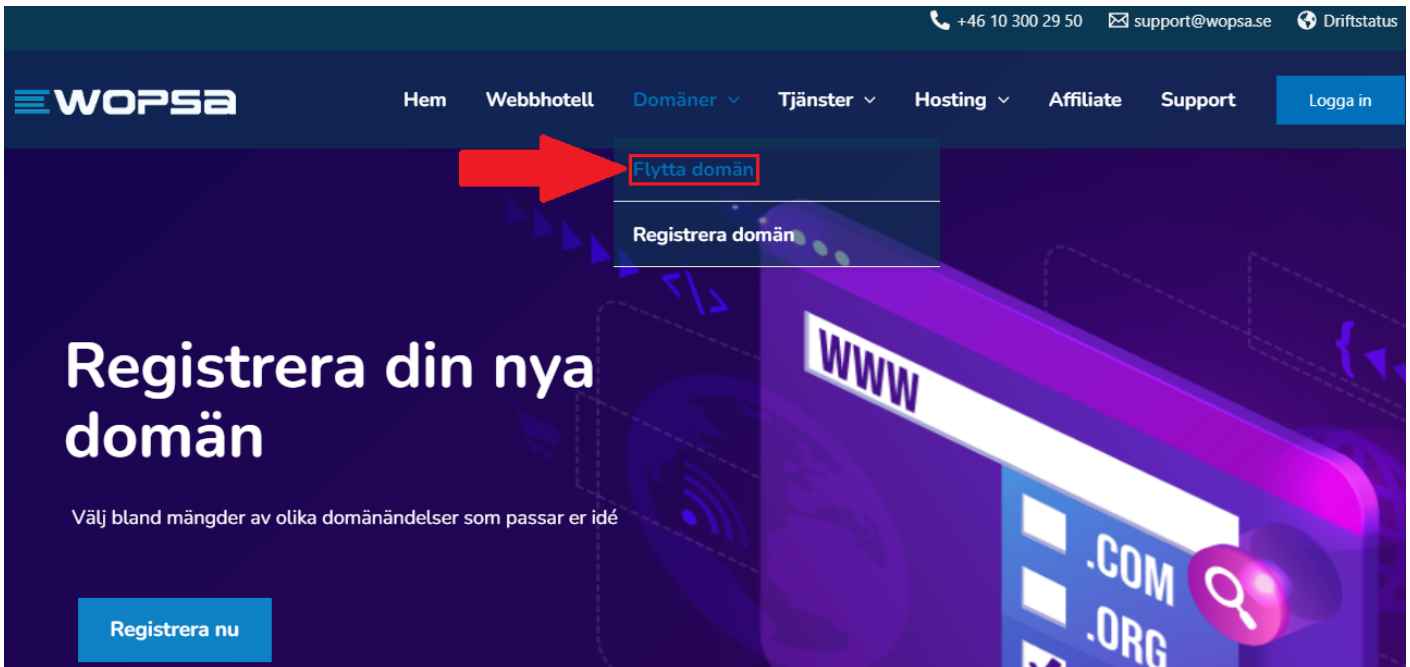 +46 10 300 29 50 support@wopsa.se Driftstatus
WOPSA Hem Webbhotell Domäner Tjänster Hosting Affiliate Support Logga in
Flytta domän
Registrera domän
</>
WWW
{
Registrera din nya
domän
Välj bland mängder av olika domänändelser som passar er idé
.COM
.ORG
Registrera nu